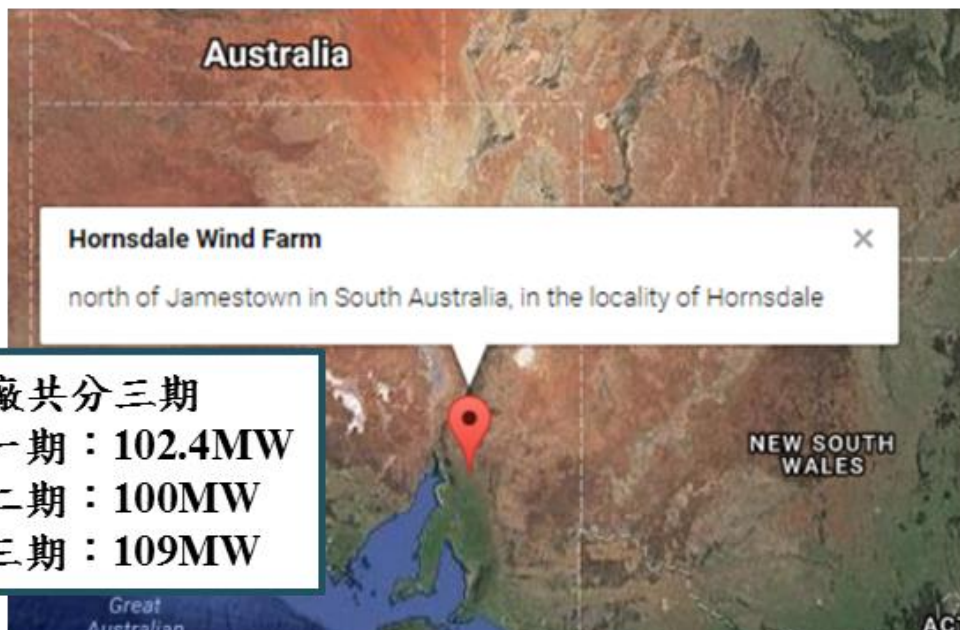 Australia
Hornsdale Wind Farm
north of Jamestown in South Australia, in the locality of Hornsdale
廠共分三期
一期：102.4MW
二期：100MW
三期：109MW
NEW SOUTH
WALES
Great
Australian